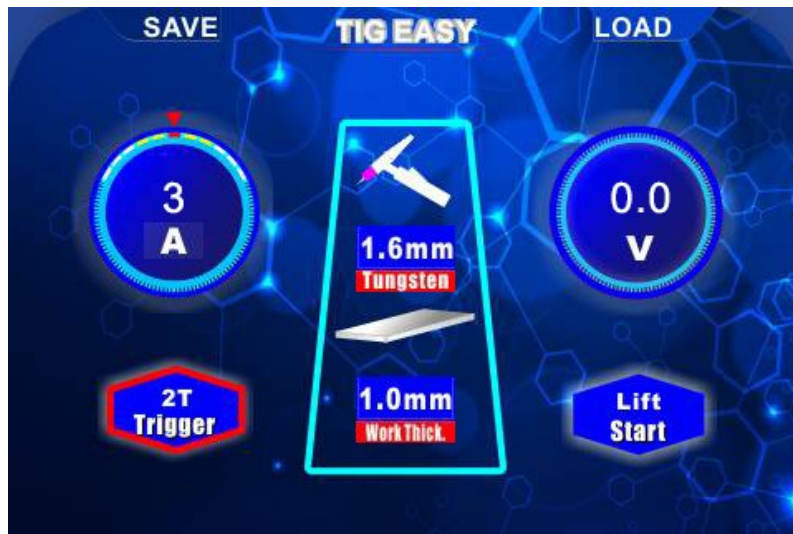 SAVE
TIG EASY
LOAD
3
A
1.6mm
Tungsten
0.0
V
2T
Trigger
1.0mm
Work Thick.
Lift
Start